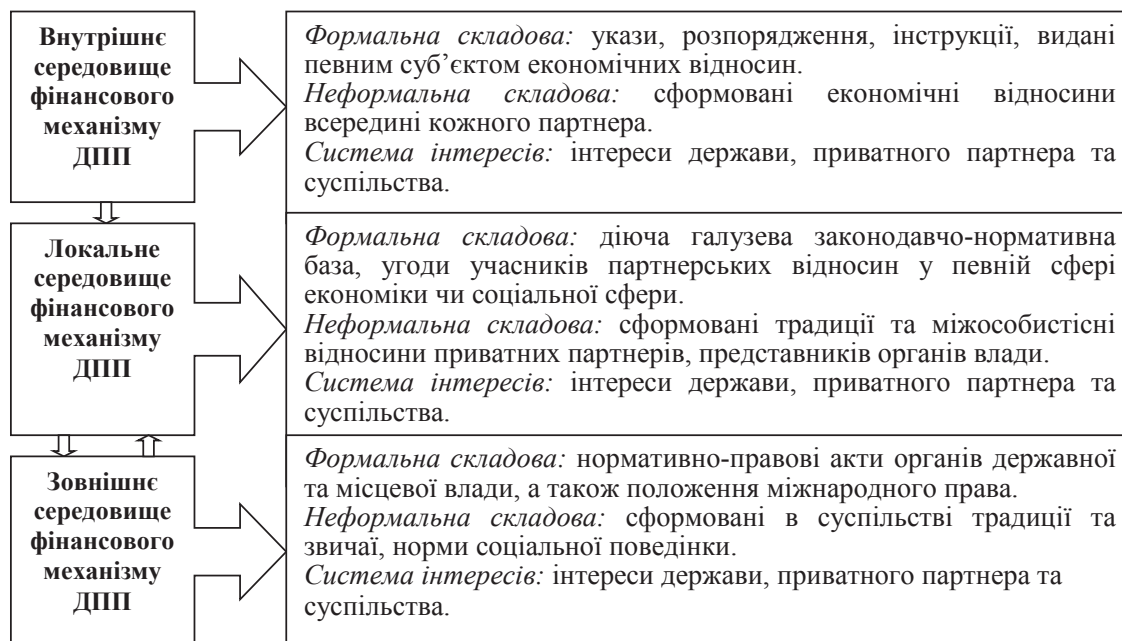 Внутрішнє
середовище
фінансового
механізму
ДПП
Формальна складова: укази, розпорядження, інструкції, видані
певним суб’єктом економічних відносин.
Неформальна складова: сформовані економічні відносини
всередині кожного партнера.
Система інтересів: інтереси держави, приватного партнера та
суспільства.
Локальне
середовище
фінансового
механізму
ДПП
Формальна складова: діюча галузева законодавчо-нормативна
база, угоди учасників партнерських відносин у певній сфері
економіки чи соціальної сфери.
Неформальна складова: сформовані традиції та міжособистісні
відносини приватних партнерів, представників органів влади.
Система інтересів: інтереси держави, приватного партнера та
суспільства.
Зовнішнє
середовище
фінансового
механізму
ДПП
Формальна складова: нормативно-правові акти органів державної
та місцевої влади, а також положення міжнародного права.
Неформальна складова: сформовані в суспільстві традиції та
звичаї, норми соціальної поведінки.
Система інтересів: інтереси держави, приватного партнера та
суспільства.